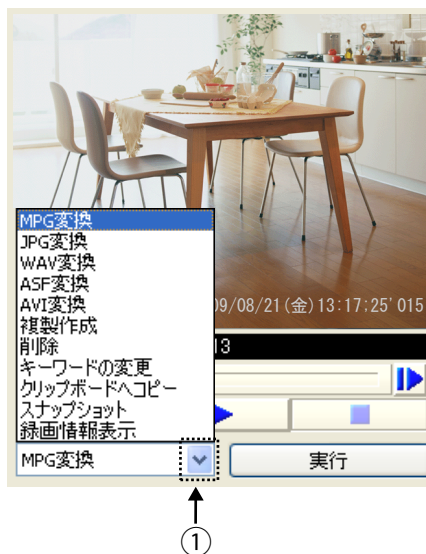 MPG変換
JPG変換
WAV変換
ASF変換
AVI変換
複製作成
削除
キーワードの変更
クリップボードへコピー
スナップショット
録画情報表示
9/08/21(金)13:17:25'015
13
MPG変換
実行
①